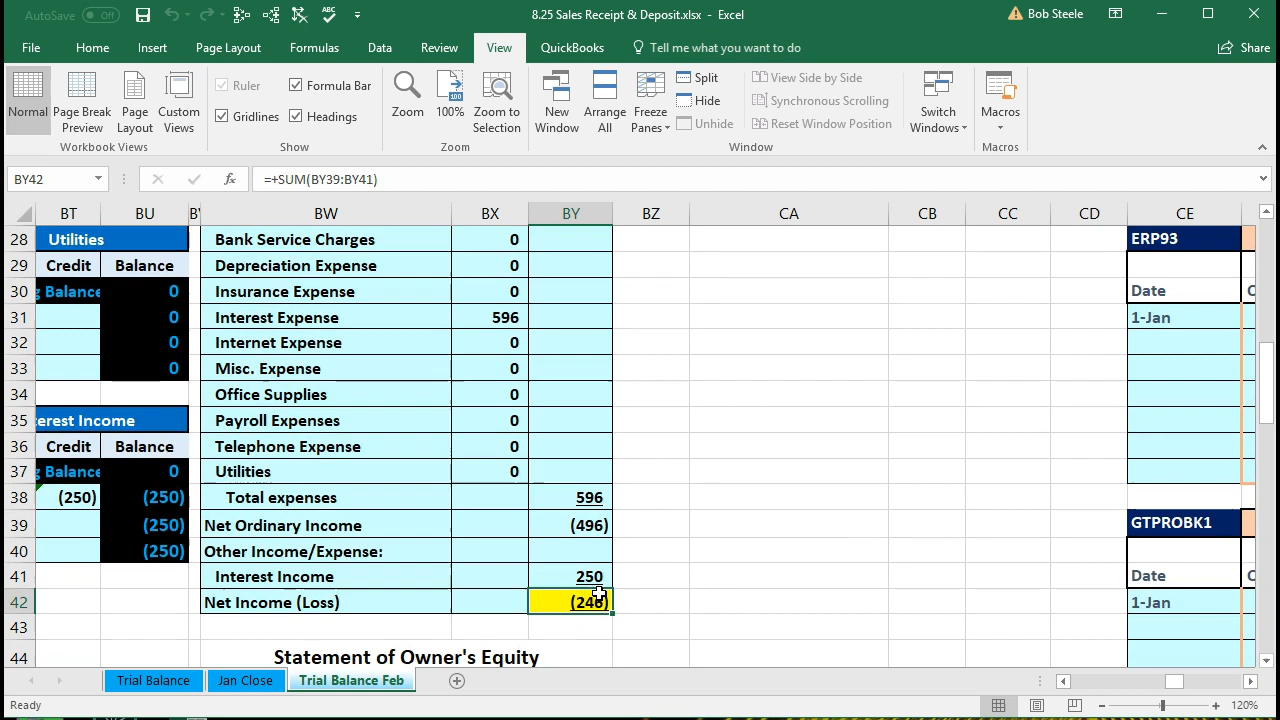 AutoSave Off 8.25 Sales Receipt & Deposit.xlsx - Excel Bob Steele
File Home Insert Page Layout Formulas Data Review View QuickBooks Tell me what you want to do Share
Normal Page Break Preview Page Layout Custom Views
Ruler Formula Bar
Gridlines Headings
Zoom 100% Zoom to Selection
New Window Arrange All Freeze Panes
Split
Hide
Unhide
View Side by Side
Synchronous Scrolling
Reset Window Position
Switch Windows Macros
Workbook Views Show Zoom Window Macros
BY42 fx =+SUM(BY39:BY41)
BT BU BW BX BY BZ CA CB CC CD CE
28 Utilities Bank Service Charges 0 ERP93
29 Credit Balance Depreciation Expense 0
30 g Balance 0 Insurance Expense 0 Date
31 0 Interest Expense 596 1-Jan
32 0 Internet Expense 0
33 0 Misc. Expense 0
34 Office Supplies 0
35 terest Income Payroll Expenses 0
36 Credit Balance Telephone Expense 0
37 g Balance 0 Utilities 0
38 (250) (250) Total expenses 596
39 (250) Net Ordinary Income (496) GTPROBK1
40 (250) Other Income/Expense:
41 Interest Income 250 Date
42 Net Income (Loss) (246) 1-Jan
43
44 Statement of Owner's Equity
Trial Balance Jan Close Trial Balance Feb
Ready 120%